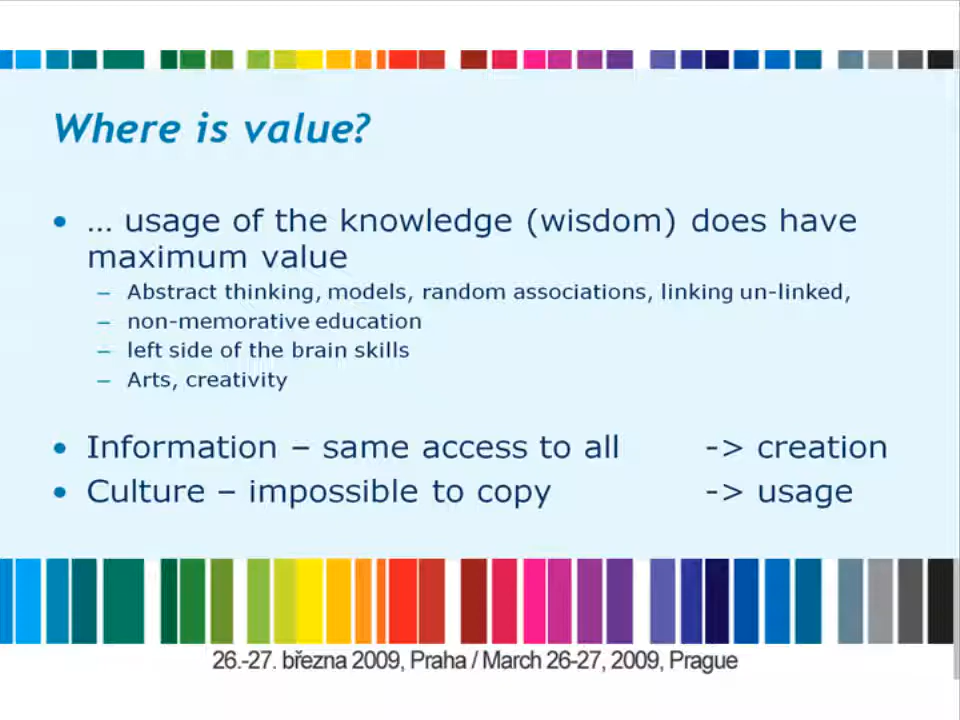 Where is value?
… usage of the knowledge (wisdom) does have
maximum value
– Abstract thinking, models, random associations, linking un-linked,
– non-memorative education
– left side of the brain skills
– Arts, creativity
• Information – same access to all -> creation
• Culture – impossible to copy -> usage
26.-27. března 2009, Praha / March 26-27, 2009, Prague